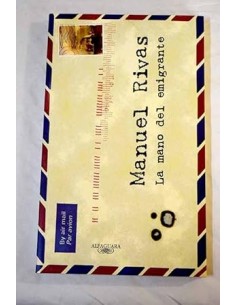 Manuel Rivas
La mano del emigrante
By air mail
Par avion
ALFAGUARA